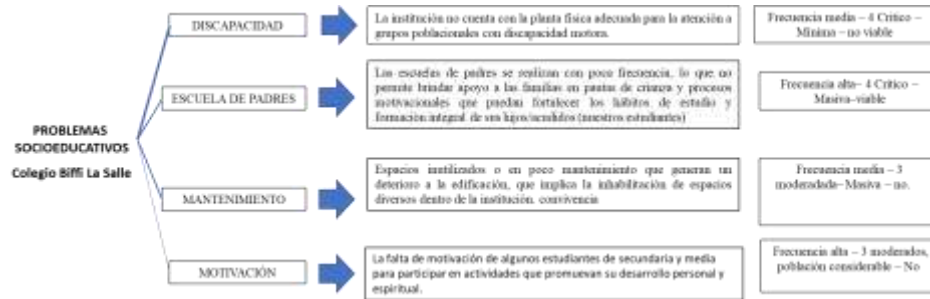 DISCAPACIDAD
La institución no cuenta con la planta física adecuada para la atención a
grupos poblacionales con discapacidad motora.
Frecuencia media – 4 Critico –
Mínima – no viable
ESCUELA DE PADRES
Las escuelas de padres se realizan con poco frecuencia, lo que no
permite brindar apoyo a las familias en pautas de crianza y procesos
motivacionales que puedan fortalecer los hábitos de estudio y
formación integral de sus hijos/acudidos (nuestros estudiantes)
Frecuencia alta– 4 Critico –
Masiva–viable
PROBLEMAS
SOCIOEDUCATIVOS
Colegio Biffi La Salle
MANTENIMIENTO
Espacios inutilizados o en poco mantenimiento que generan un
deterioro a la edificación, que implica la inhabilitación de espacios
diversos dentro de la institución. convivencia
Frecuencia media – 3
moderadada– Masiva – no.
MOTIVACIÓN
La falta de motivación de algunos estudiantes de secundaria y media
para participar en actividades que promuevan su desarrollo personal y
espiritual.
Frecuencia alta – 3 moderados,
población considerable – No